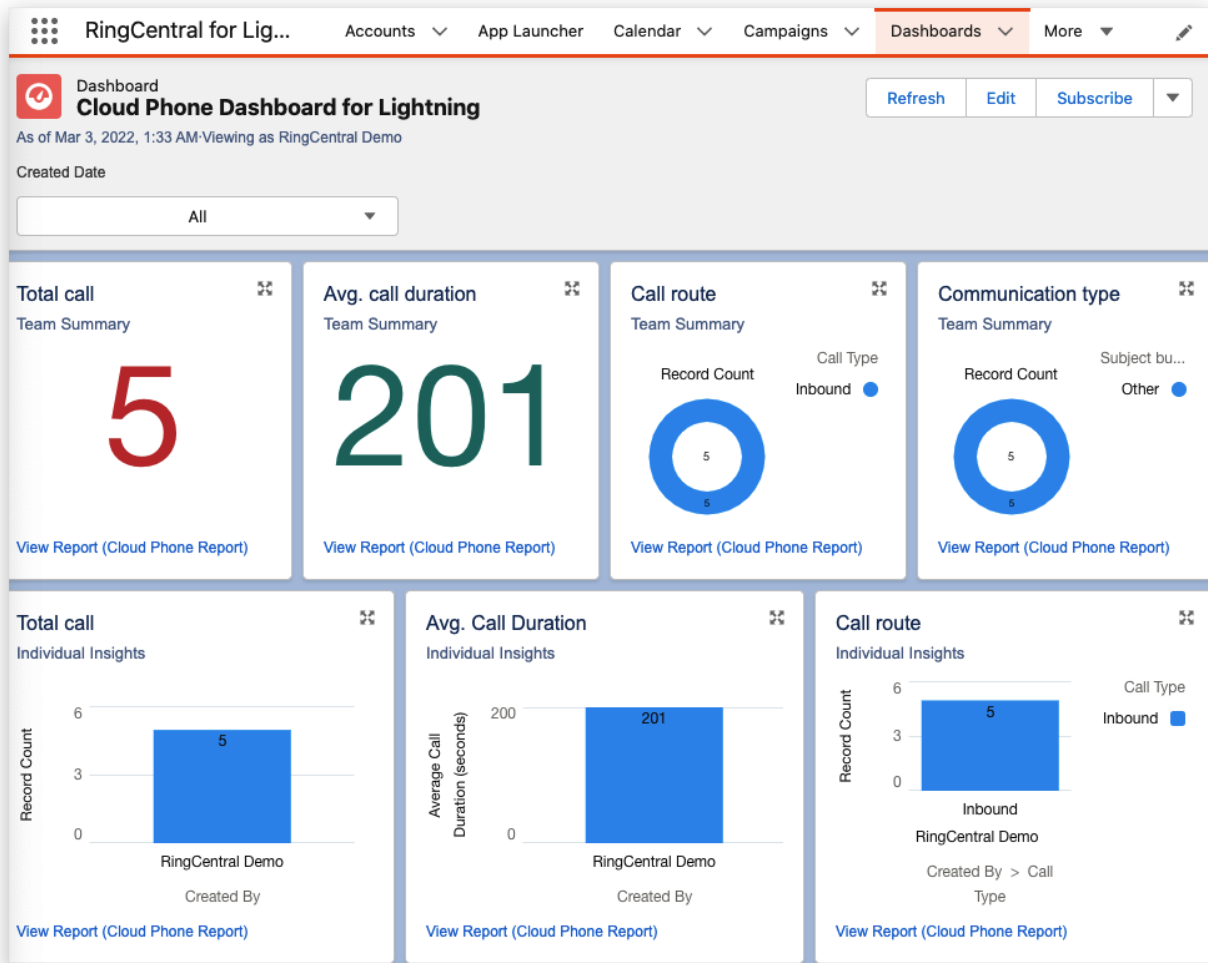 RingCentral for Lig...
Accounts
App Launcher
Calendar
Campaigns
Dashboards
More
Dashboard
Cloud Phone Dashboard for Lightning
As of Mar 3, 2022, 1:33 AM·Viewing as RingCentral Demo
Refresh
Edit
Subscribe
Created Date
All
Total call
Team Summary
5
View Report (Cloud Phone Report)
Avg. call duration
Team Summary
201
View Report (Cloud Phone Report)
Call route
Team Summary
Call Type
Record Count
Inbound
5
5
View Report (Cloud Phone Report)
Communication type
Team Summary
Subject bu...
Record Count
Other
5
5
View Report (Cloud Phone Report)
Total call
Individual Insights
Record Count
6
3
0
5
RingCentral Demo
Created By
View Report (Cloud Phone Report)
Avg. Call Duration
Individual Insights
Average Call
Duration (seconds)
200
0
201
RingCentral Demo
Created By
View Report (Cloud Phone Report)
Call route
Individual Insights
Record Count
6
3
0
5
Call Type
Inbound
Inbound
RingCentral Demo
Created By > Call
Type
View Report (Cloud Phone Report)